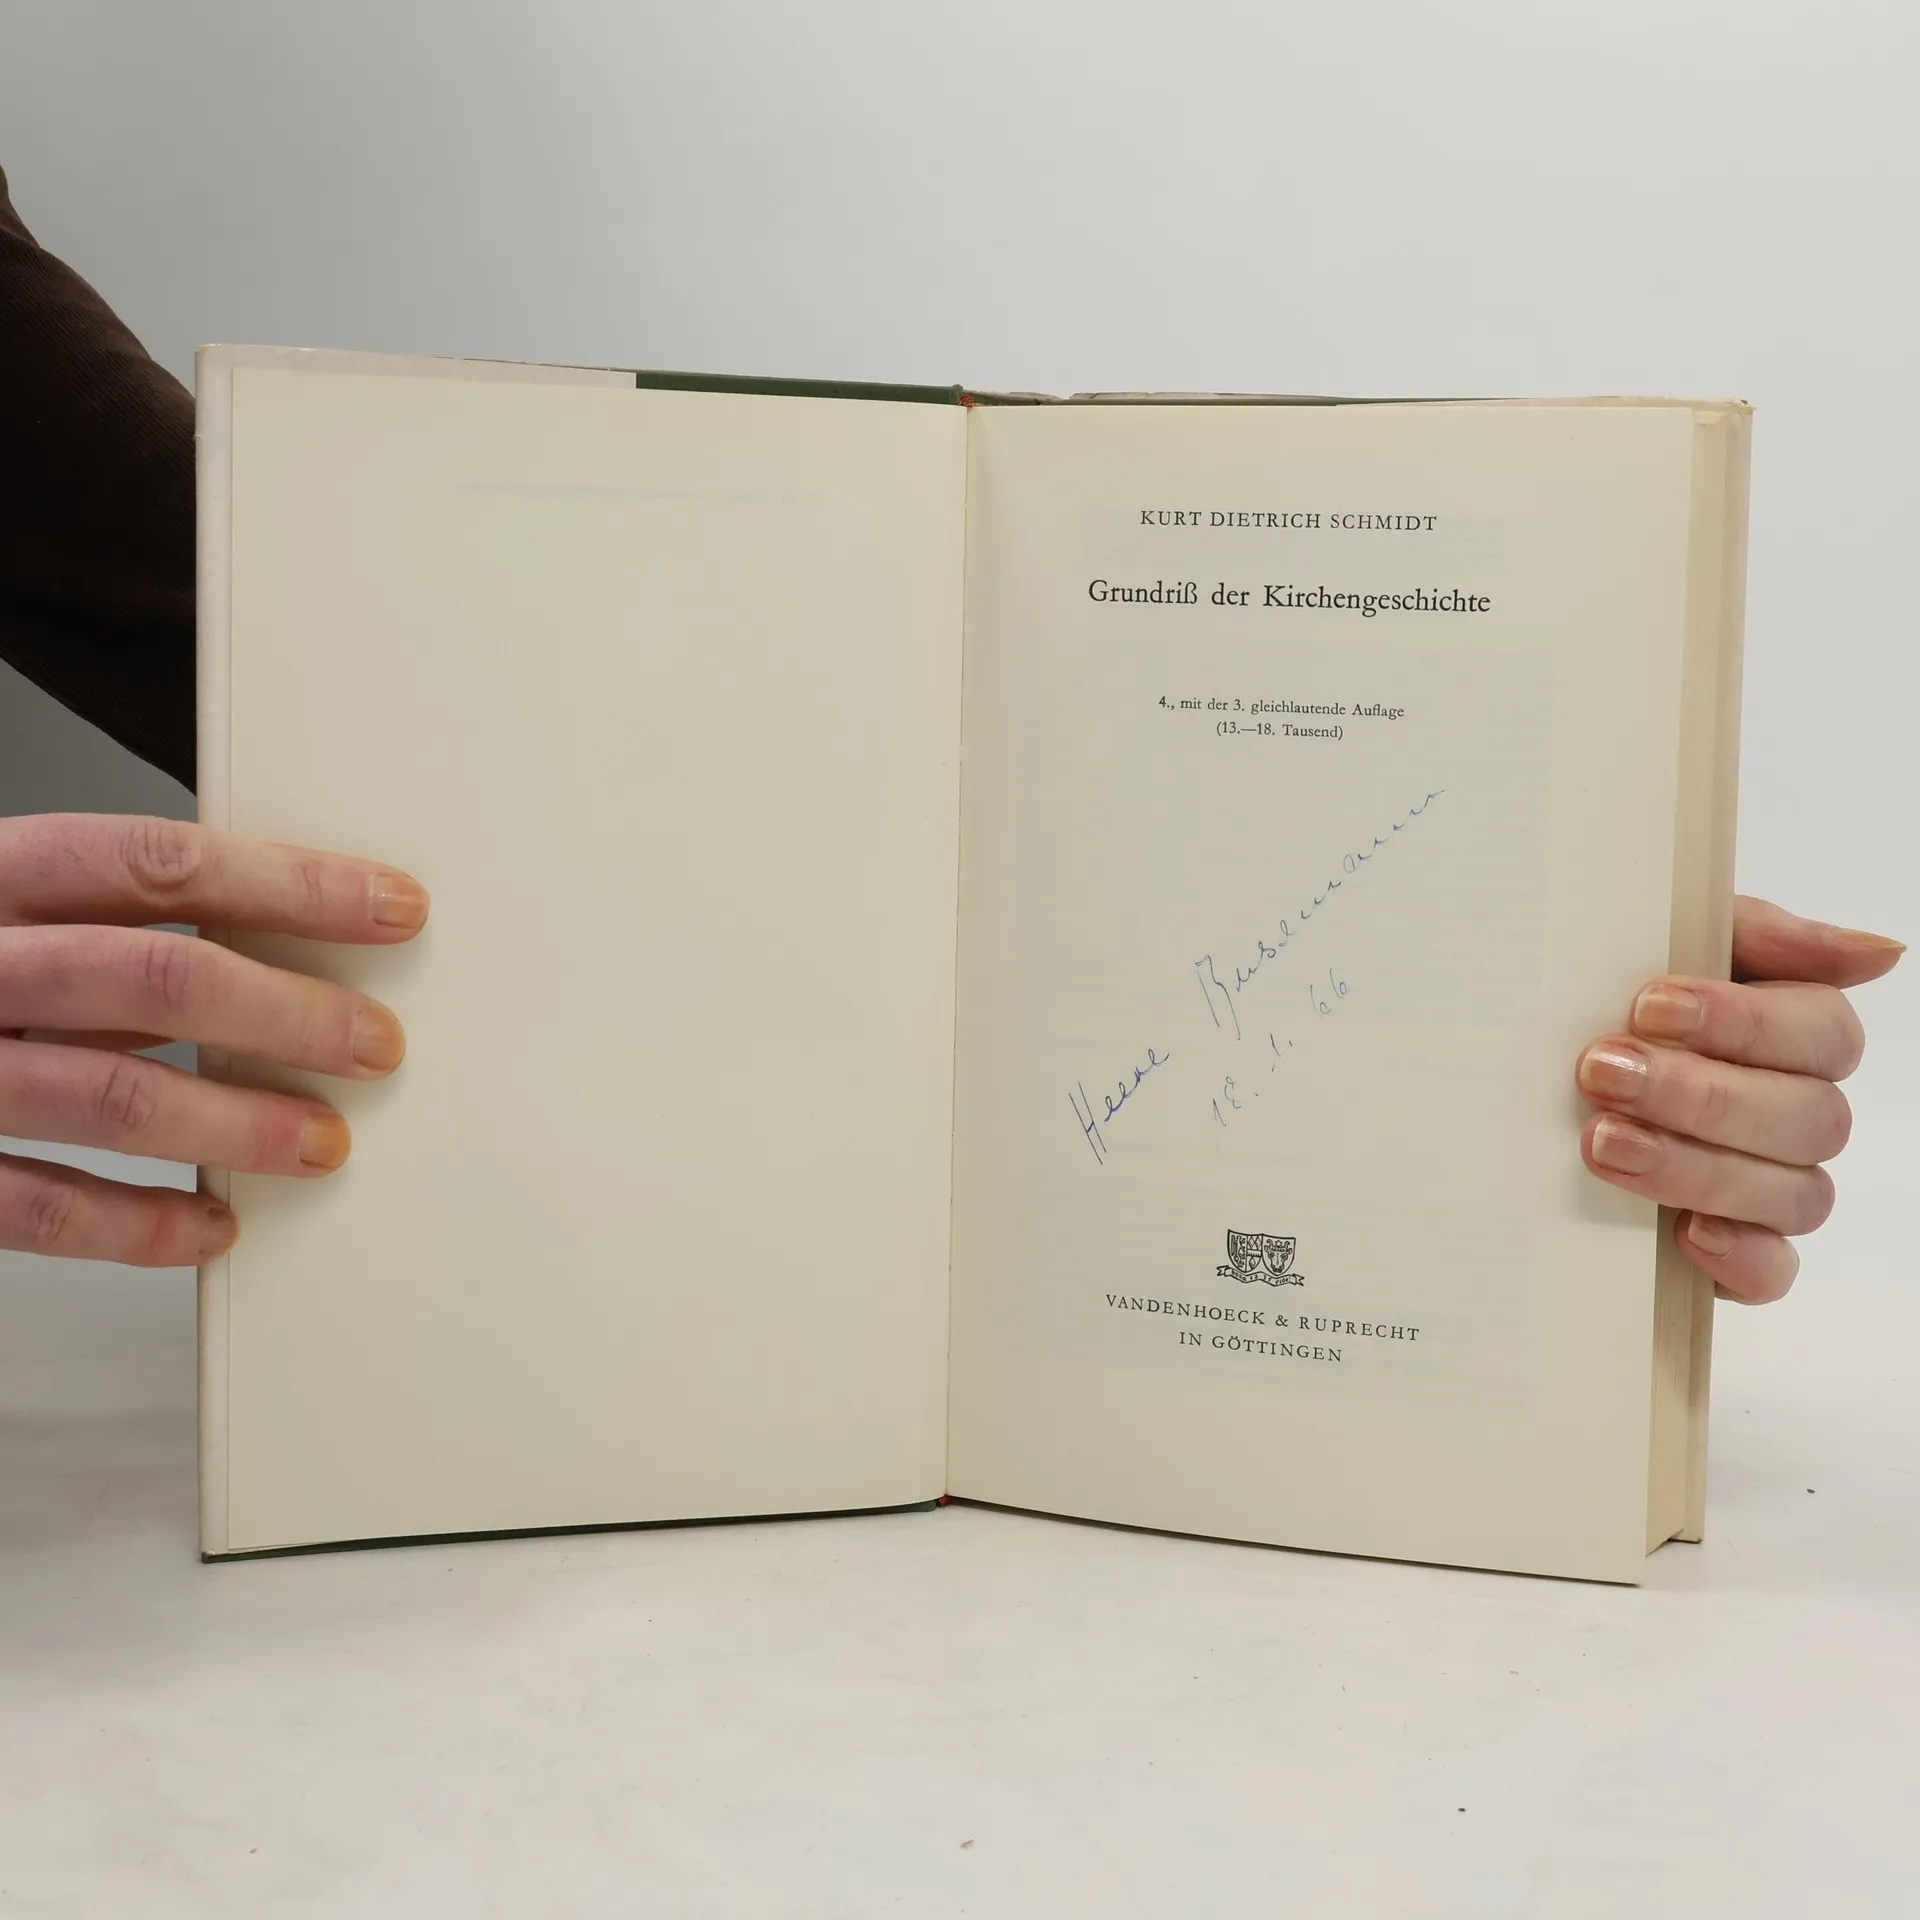 KURT DIETRICH SCHMIDT
Grundriß der Kirchengeschichte
4., mit der 3. gleichlautende Auflage
(13.—18. Tausend)
Busemann
18. 1. 66
VANDENHOECK & RUPRECHT
IN GÖTTINGEN